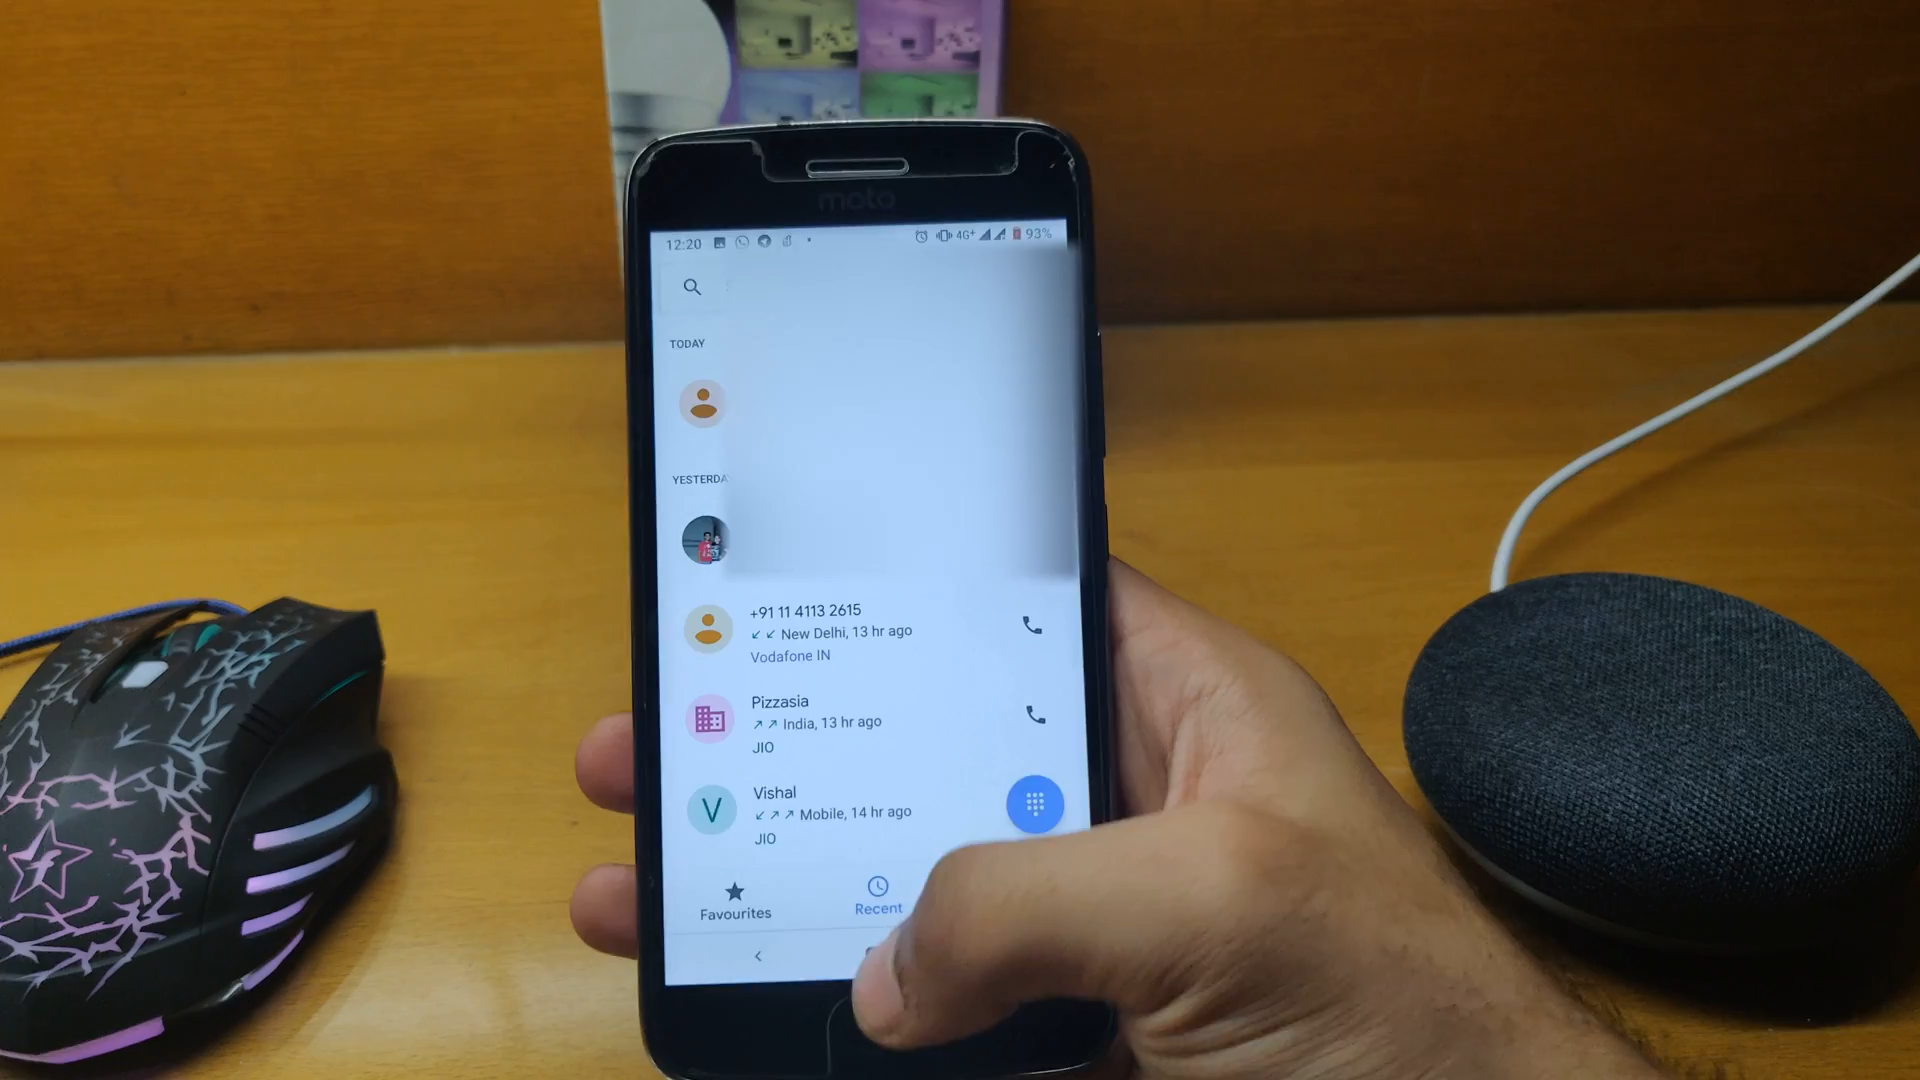 moto
12:20
4G+
93%
TODAY
YESTERDA
+91 11 4113 2615
New Delhi, 13 hr ago
Vodafone IN
Pizzasia
India, 13 hr ago
JIO
V
Vishal
Mobile, 14 hr ago
JIO
Favourites
Recent